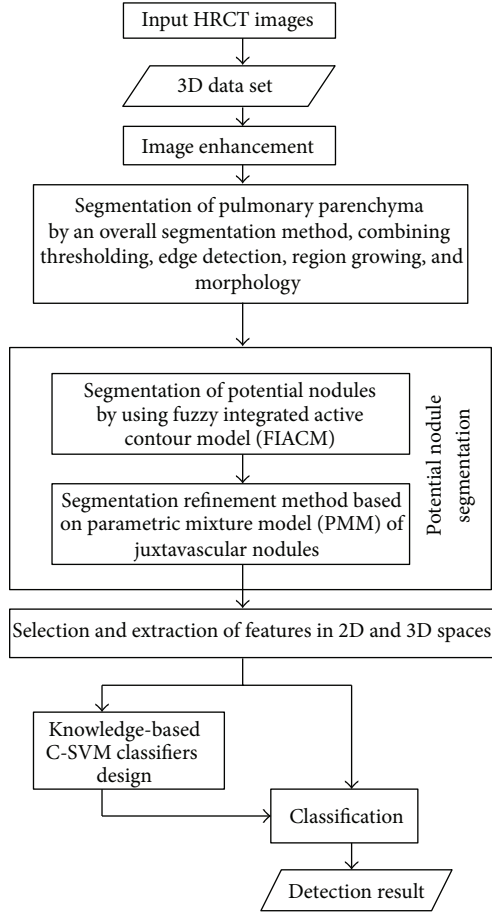 Input HRCT images
3D data set
Image enhancement
Segmentation of pulmonary parenchyma
by an overall segmentation method, combining
thresholding, edge detection, region growing, and
morphology
Segmentation of potential nodules
by using fuzzy integrated active
contour model (FIACM)
Segmentation refinement method based
on parametric mixture model (PMM) of
juxtavascular nodules
Potential nodule
segmentation
Selection and extraction of features in 2D and 3D spaces
Knowledge-based
C-SVM classifiers
design
Classification
Detection result